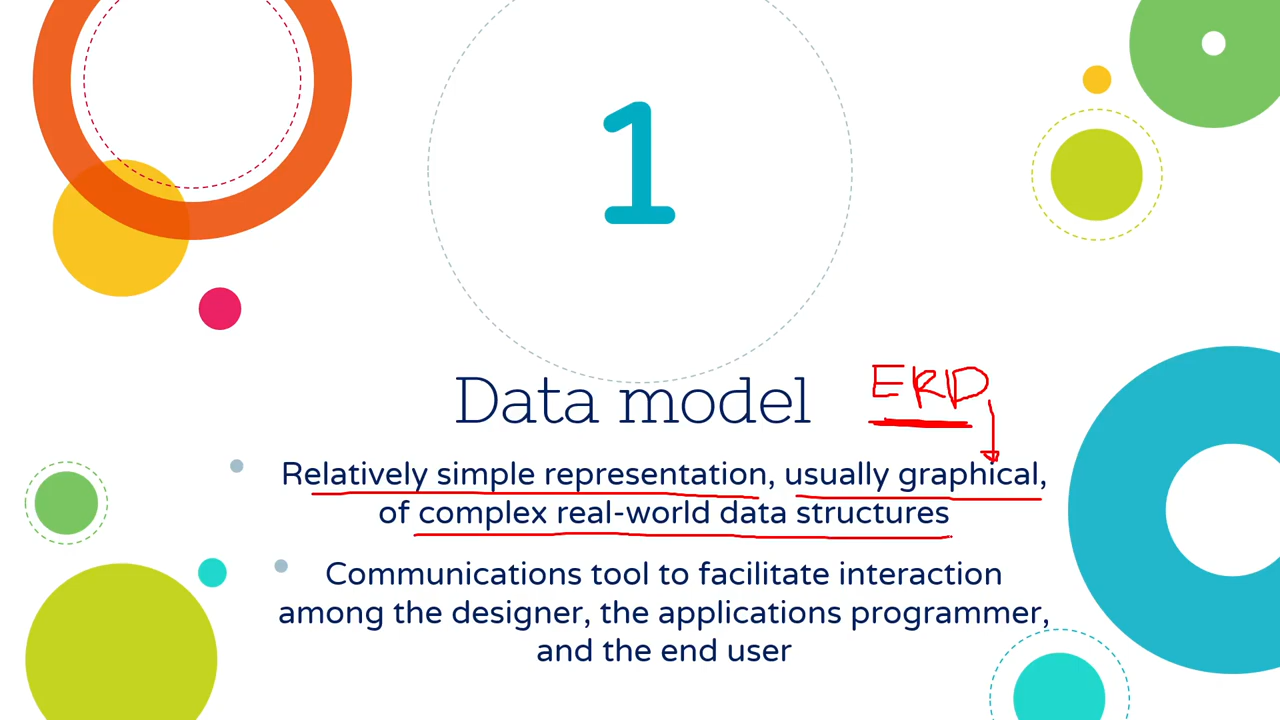 1
Data model
ERD
Relatively simple representation, usually graphical,
of complex real-world data structures
Communications tool to facilitate interaction
among the designer, the applications programmer,
and the end user